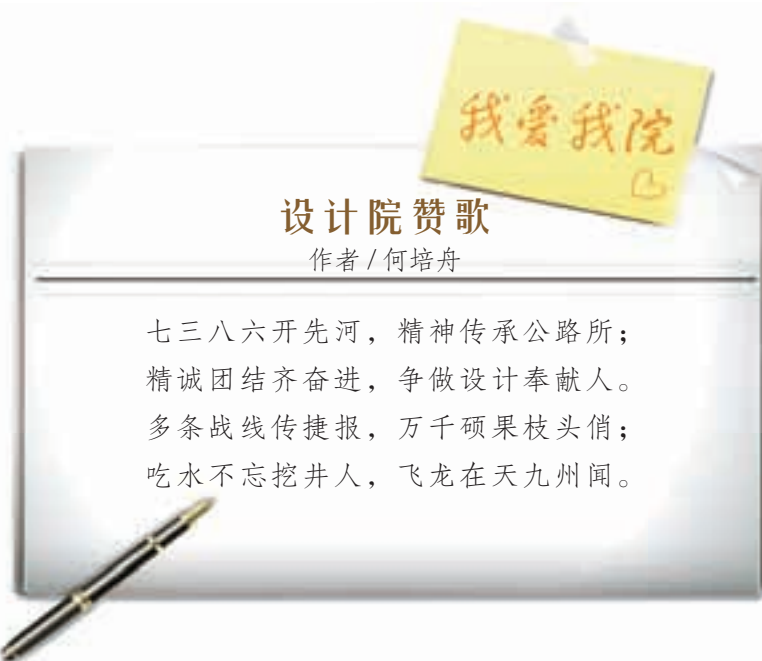 我爱我院
设计院赞歌
作者/何培舟
七三八六开先河，精神传承公路所；
精诚团结齐奋进，争做设计奉献人。
多条战线传捷报，万千硕果枝头俏；
吃水不忘挖井人，飞龙在天九州闻。